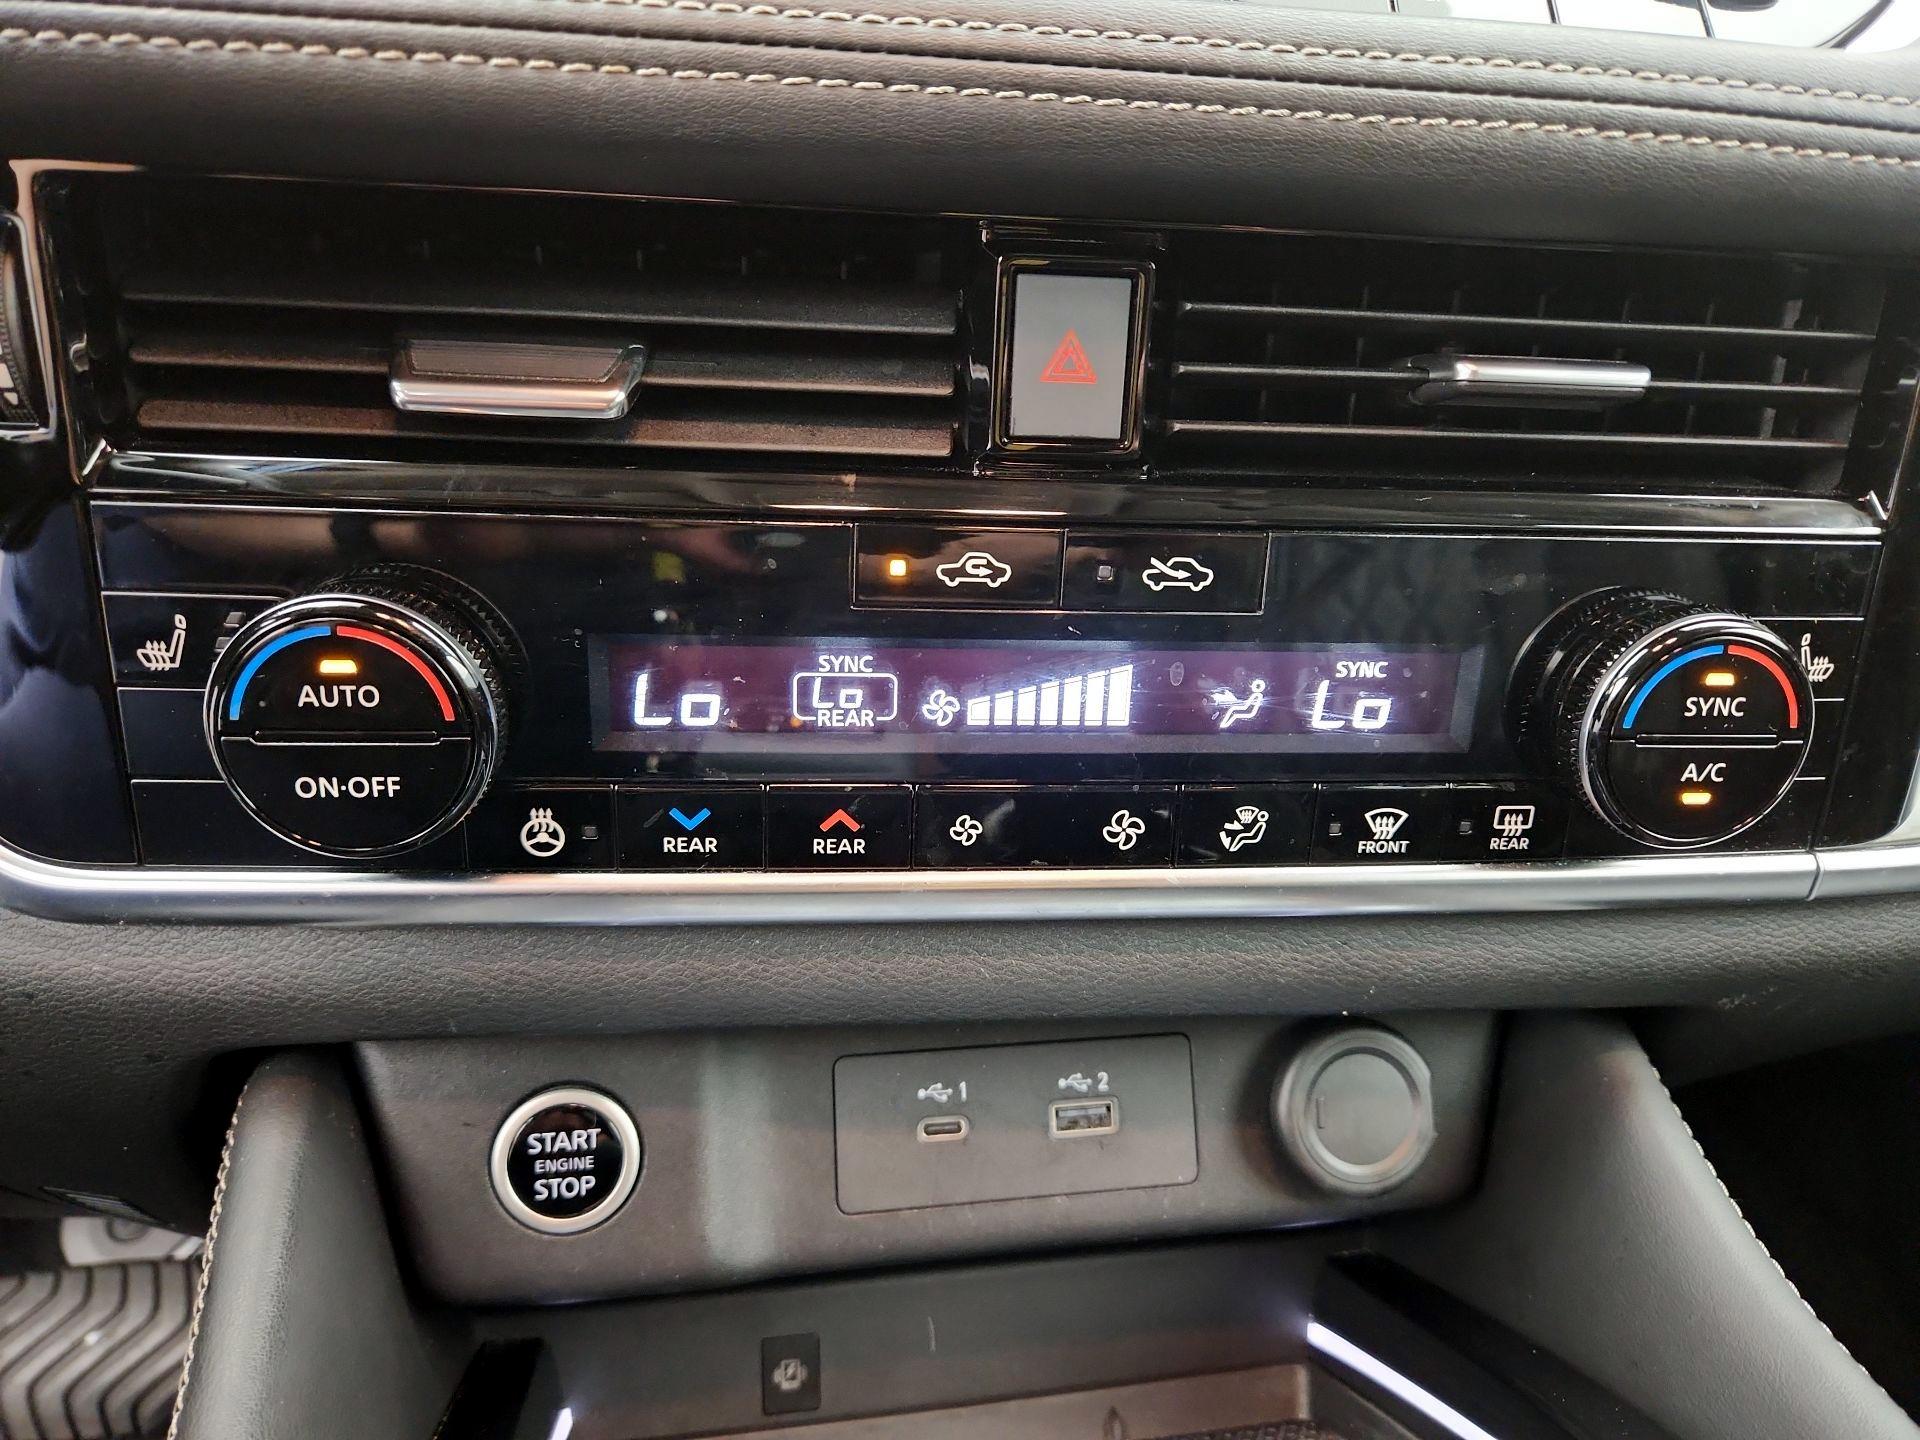 AUTO
ON·OFF
Lo
SYNC
Lo
REAR
SYNC
Lo
SYNC
A/C
REAR
REAR
FRONT
REAR
START
ENGINE
STOP
1
2